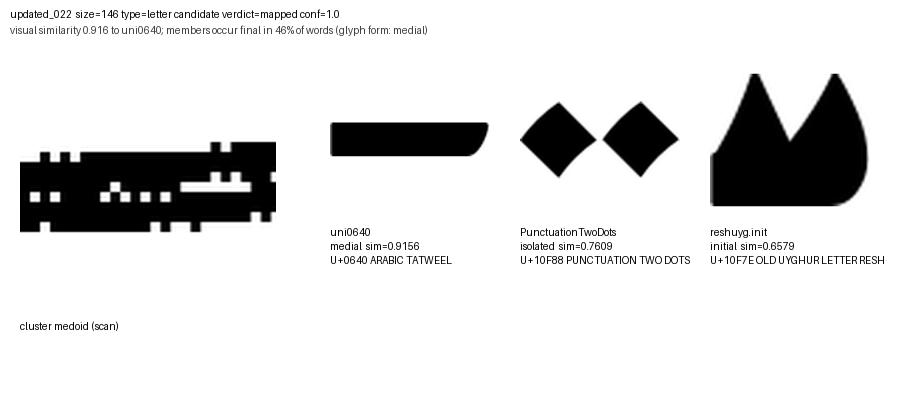 updated_022 size=146 type=letter candidate verdict=mapped conf=1.0
visual similarity 0.916 to uni0640; members occur final in 46% of words (glyph form: medial)
uni0640
medial sim=0.9156
U+0640 ARABIC TATWEEL
PunctuationTwoDots
isolated sim=0.7609
U+10F88 PUNCTUATION TWO DOTS
reshuyg.init
initial sim=0.6579
U+10F7E OLD UYGHUR LETTER RESH
cluster medoid (scan)